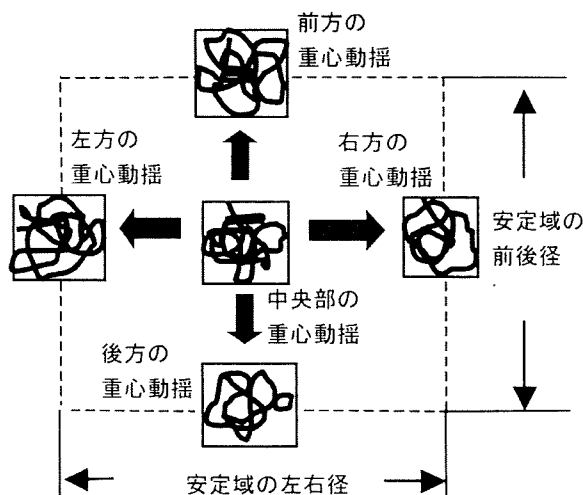 前方の
重心動揺
左方の
重心動揺
右方の
重心動揺
安定域の
前後径
中央部の
重心動揺
後方の
重心動揺
安定域の左右径